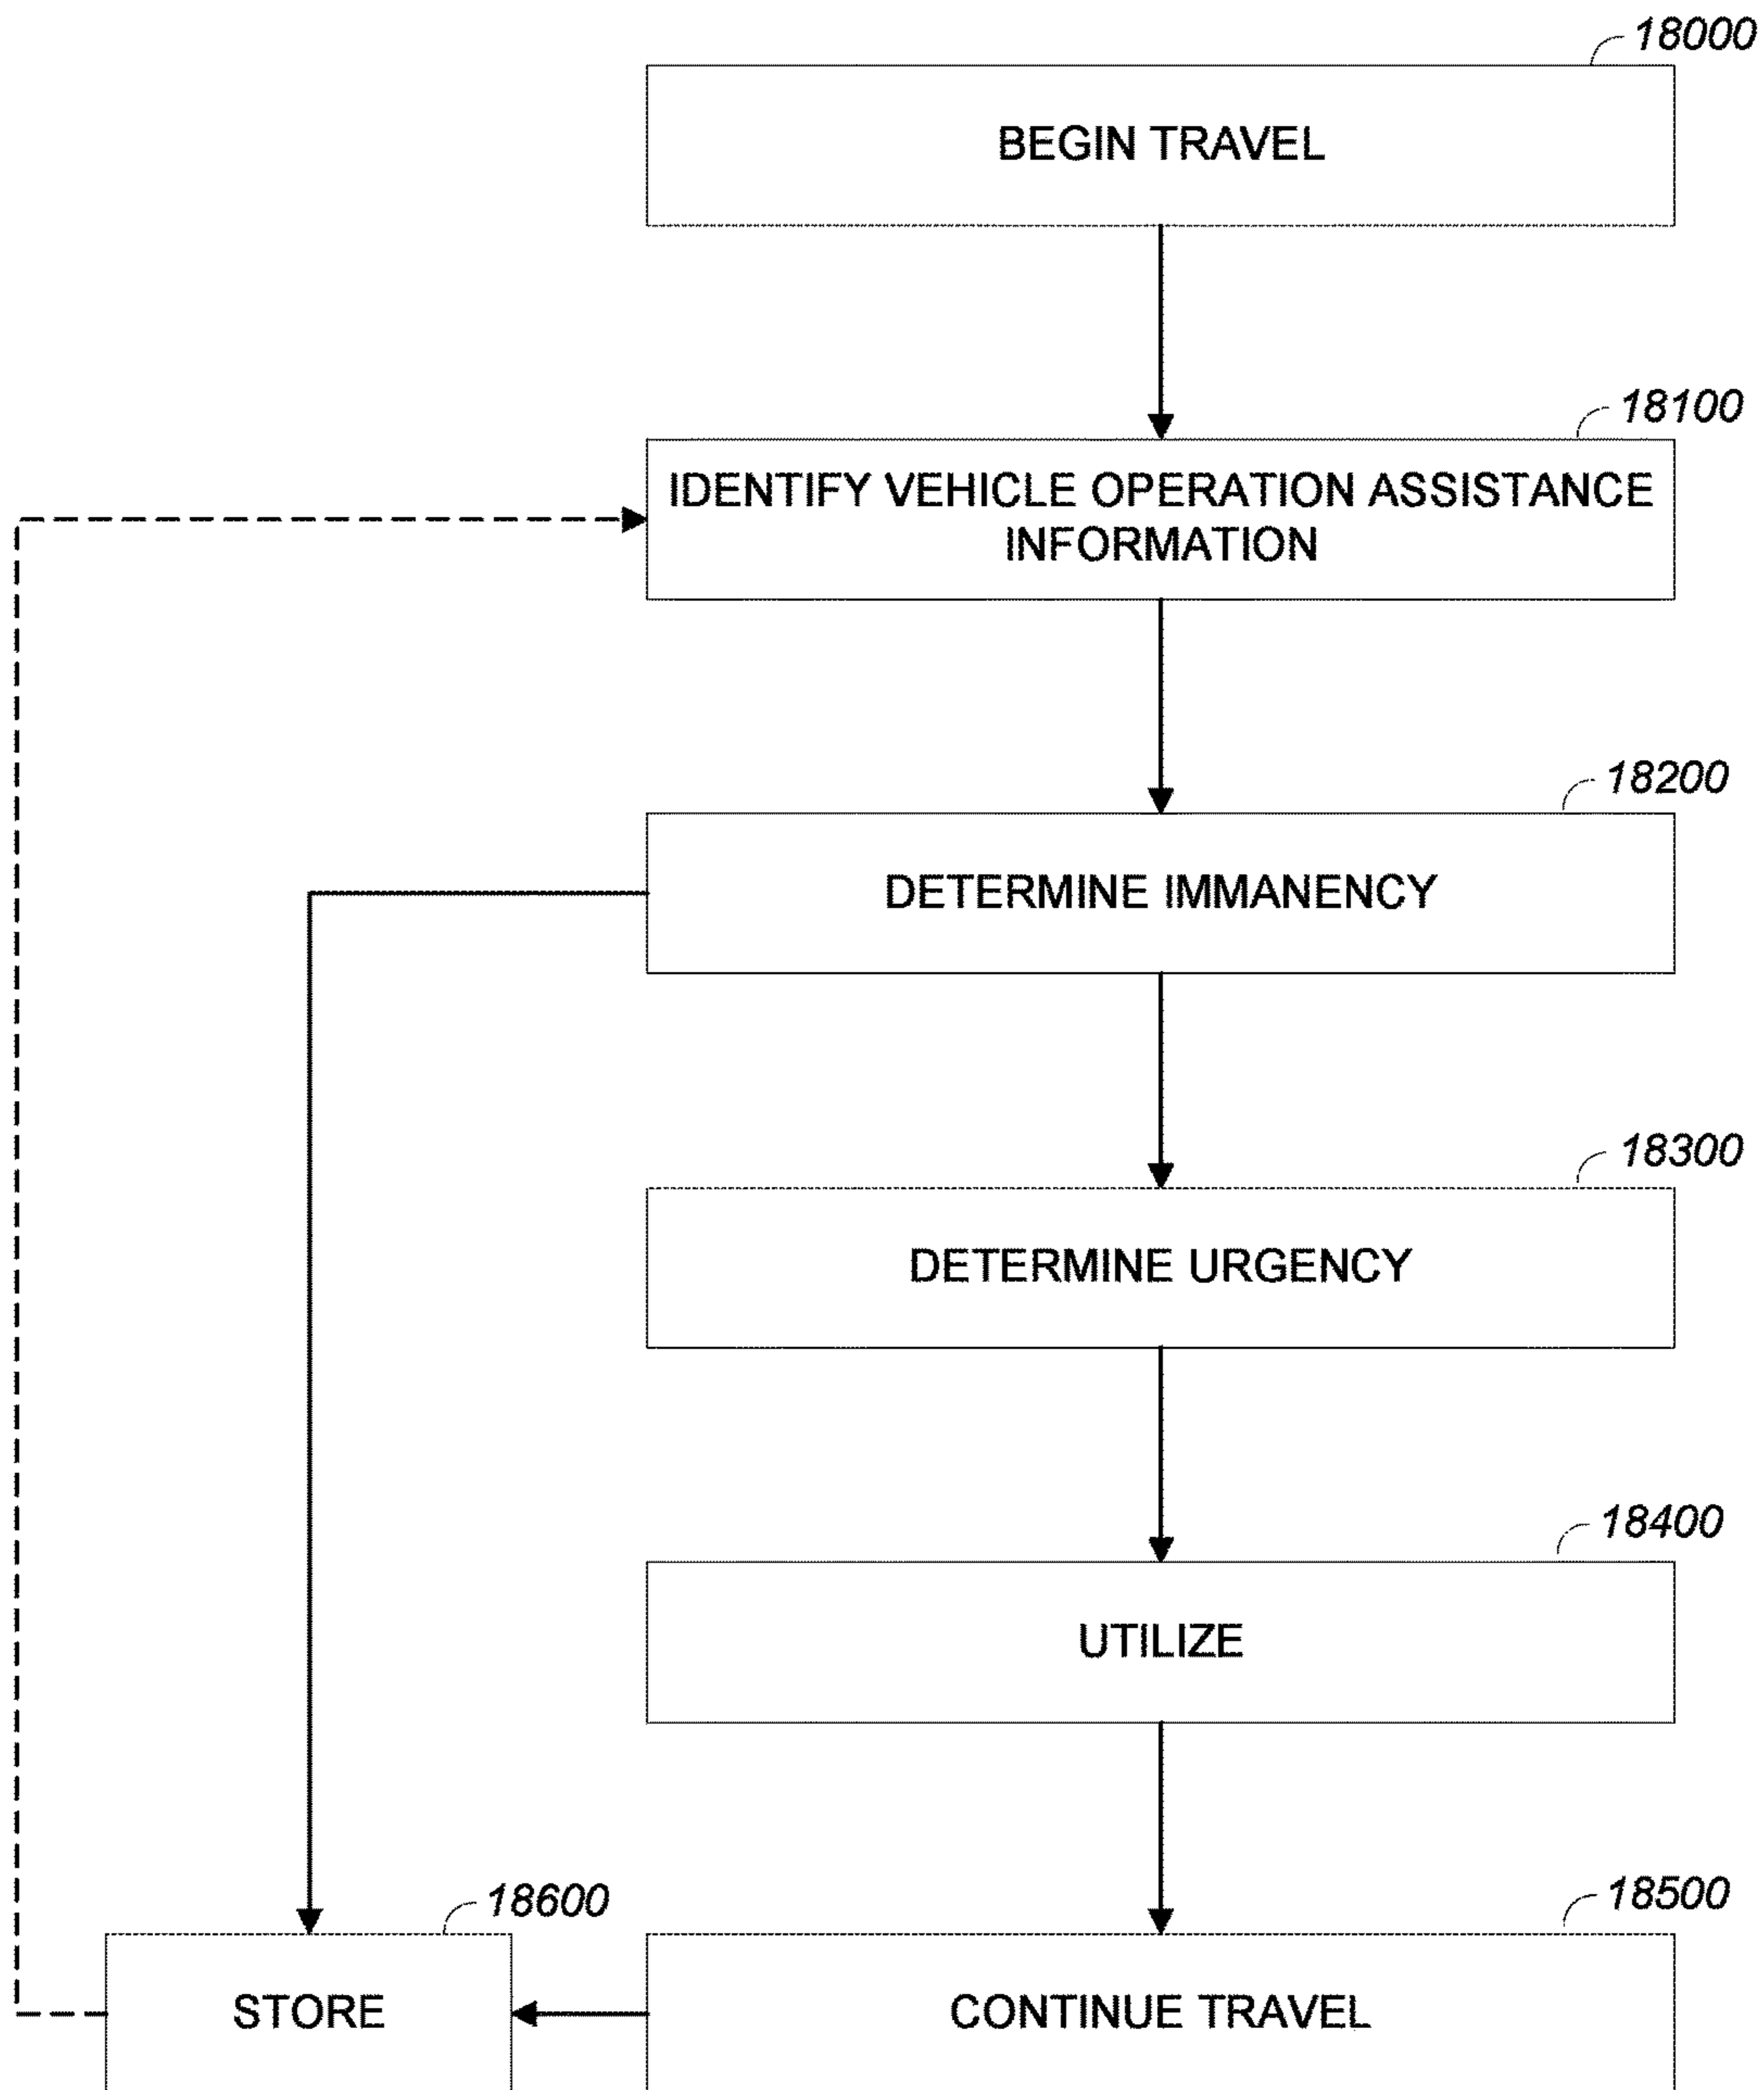 18000
BEGIN TRAVEL
18100
IDENTIFY VEHICLE OPERATION ASSISTANCE
INFORMATION
18200
DETERMINE IMMANENCY
18300
DETERMINE URGENCY
18400
UTILIZE
18600
STORE
18500
CONTINUE TRAVEL